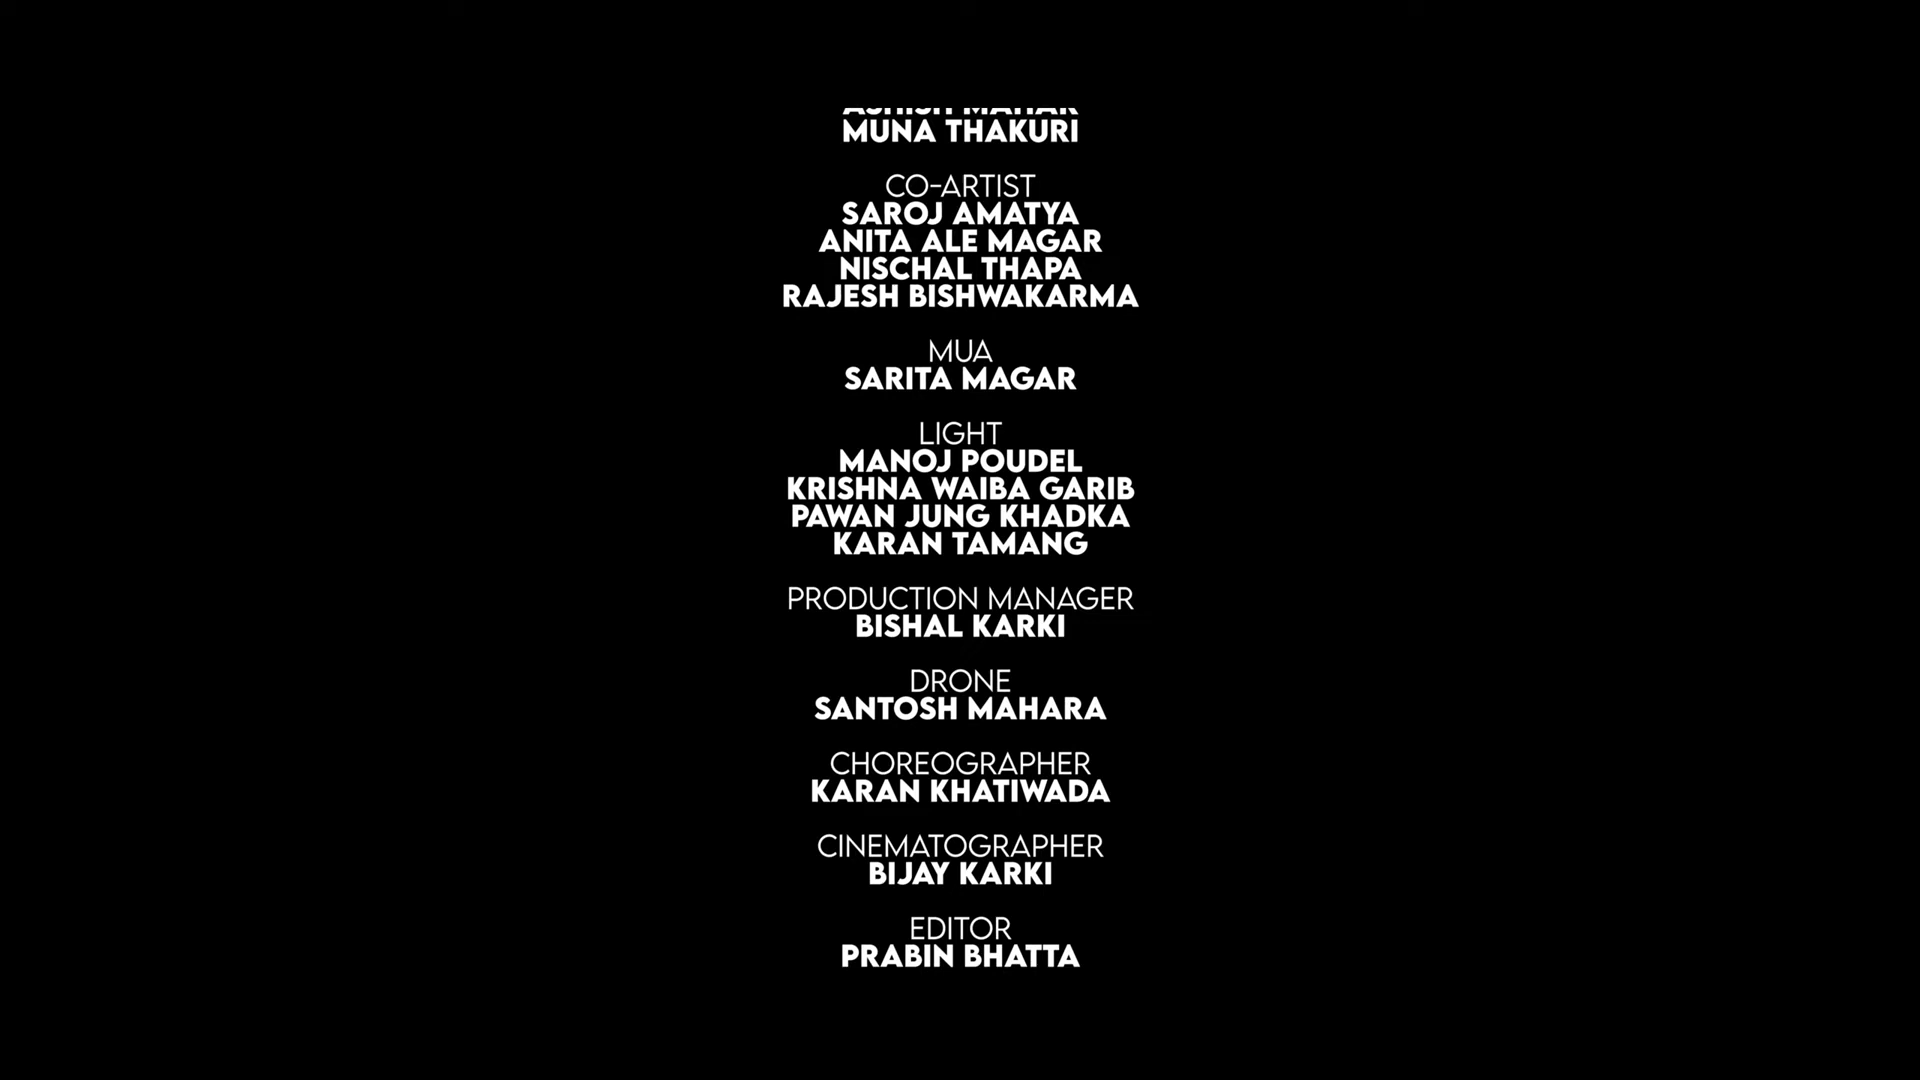 MUNA THAKURI
CO-ARTIST
SAROJ AMATYA
ANITA ALE MAGAR
NISCHAL THAPA
RAJESH BISHWAKARMA
MUA
SARITA MAGAR
LIGHT
MANOJ POUDEL
KRISHNA WAIBA GARIB
PAWAN JUNG KHADKA
KARAN TAMANG
PRODUCTION MANAGER
BISHAL KARKI
DRONE
SANTOSH MAHARA
CHOREOGRAPHER
KARAN KHATIWADA
CINEMATOGRAPHER
BIJAY KARKI
EDITOR
PRABIN BHATTA